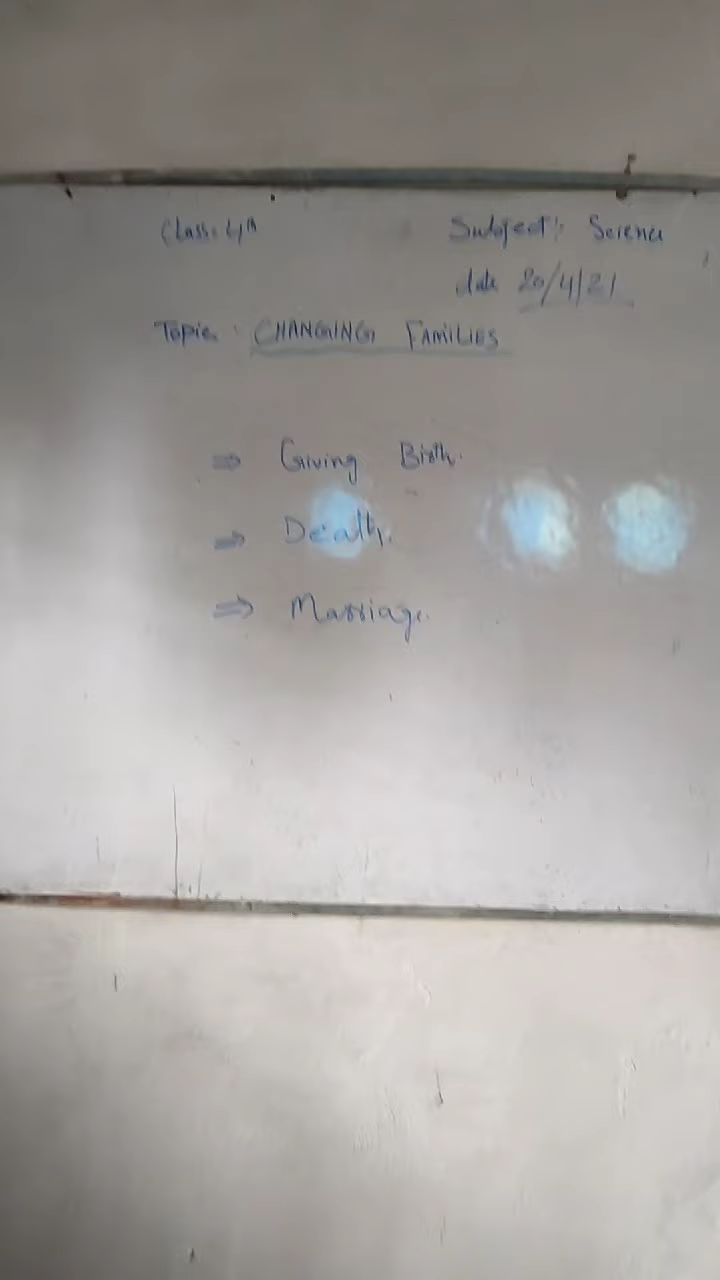 Class: 4th Subject: Science
date 20/4/21
Topic: CHANGING FAMILIES
⇒ Giving Birth.
⇒ Death.
⇒ Marriage.